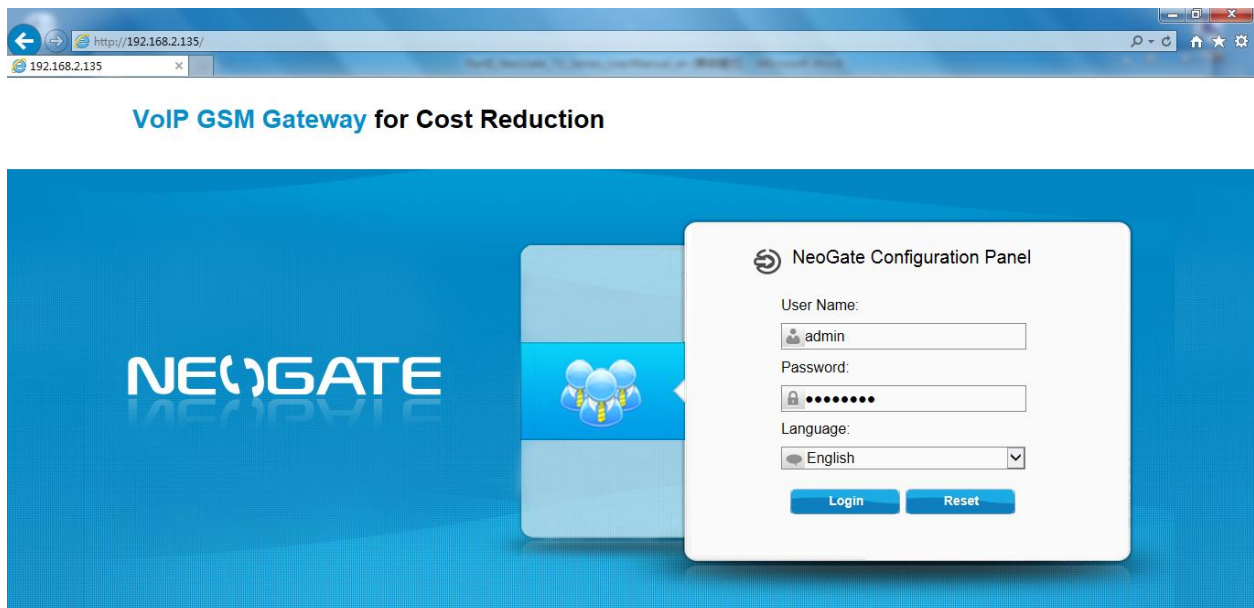 http://192.168.2.135/
192.168.2.135
VoIP GSM Gateway for Cost Reduction
NEOGATE
NeoGate Configuration Panel
User Name:
admin
Password:
••••••••
Language:
English
Login Reset